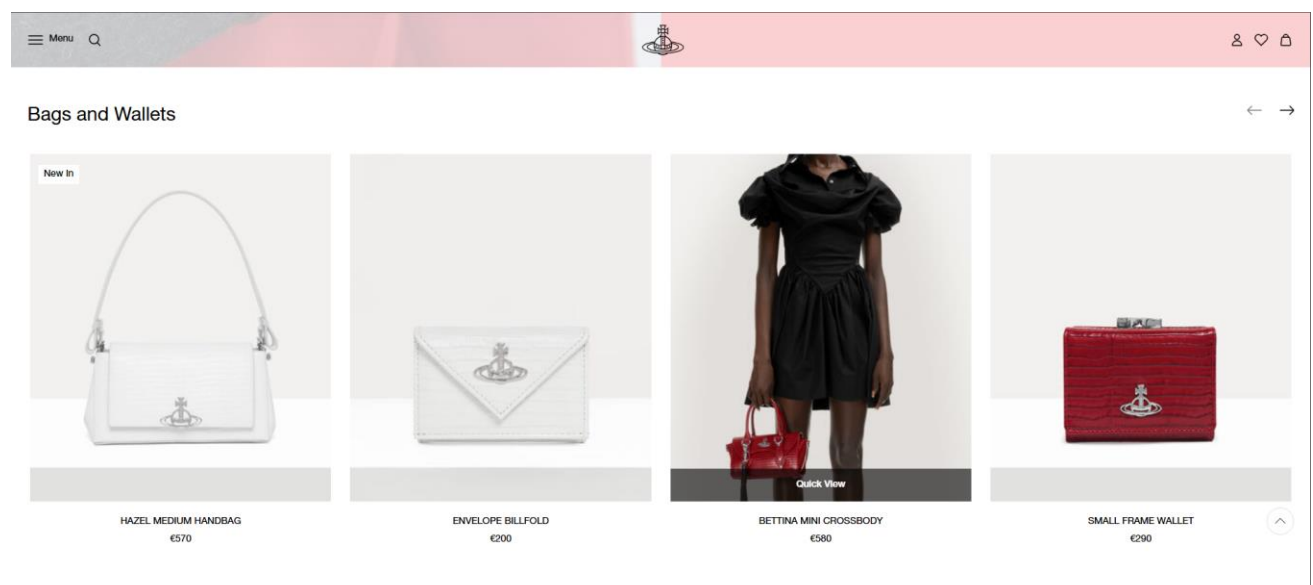 Menu
Bags and Wallets
New In
Quick View
HAZEL MEDIUM HANDBAG
€570
ENVELOPE BILLFOLD
€200
BETTINA MINI CROSSBODY
€580
SMALL FRAME WALLET
€290